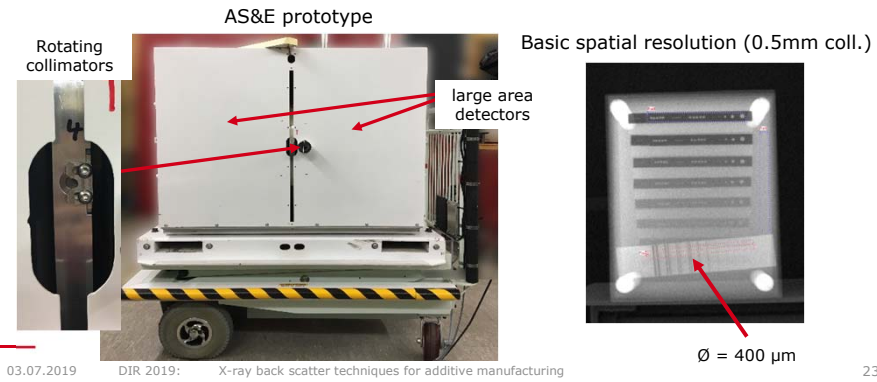 AS&E prototype
Rotating
collimators
Basic spatial resolution (0.5mm coll.)
large area
detectors
4
Ø = 400 µm
03.07.2019 DIR 2019: X-ray back scatter techniques for additive manufacturing 23